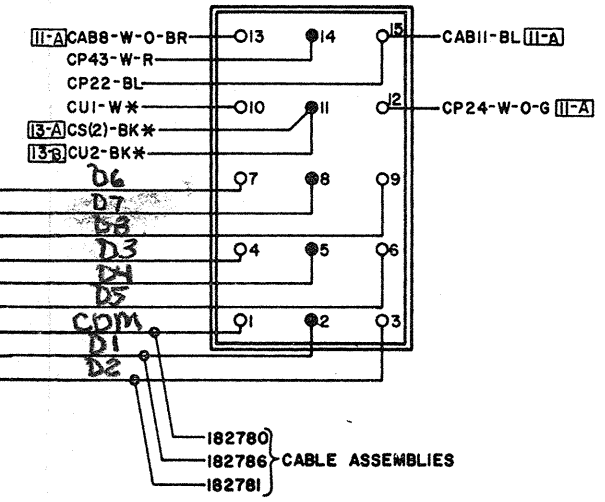 11-A CAB8-W-O-BR 13 14 15 CAB11-BL 11-A
CP43-W-R
CP22-BL
CU1-W* 10 11 12 CP24-W-O-G 11-A
13-A CS(2)-BK*
13-B CU2-BK*
D6 7 8 9
D7
D8
D3 4 5 6
D4
D5
COM 1 2 3
D1
D2
182780
182786 CABLE ASSEMBLIES
182781